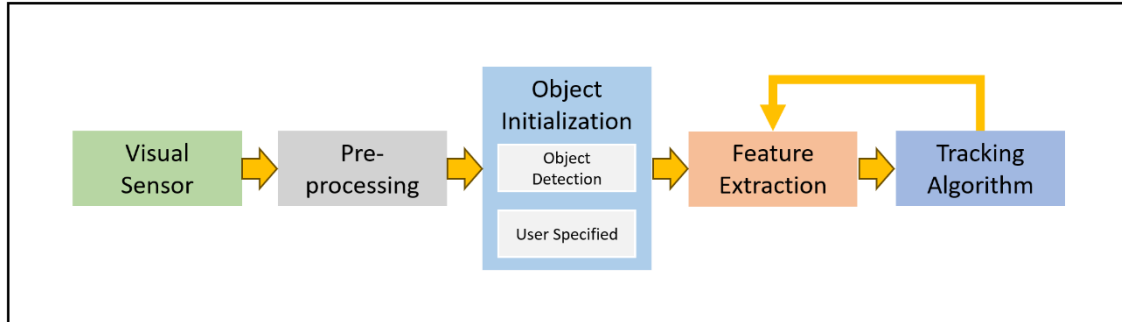 Visual
Sensor
Pre-
processing
Object
Initialization
Object
Detection
User Specified
Feature
Extraction
Tracking
Algorithm